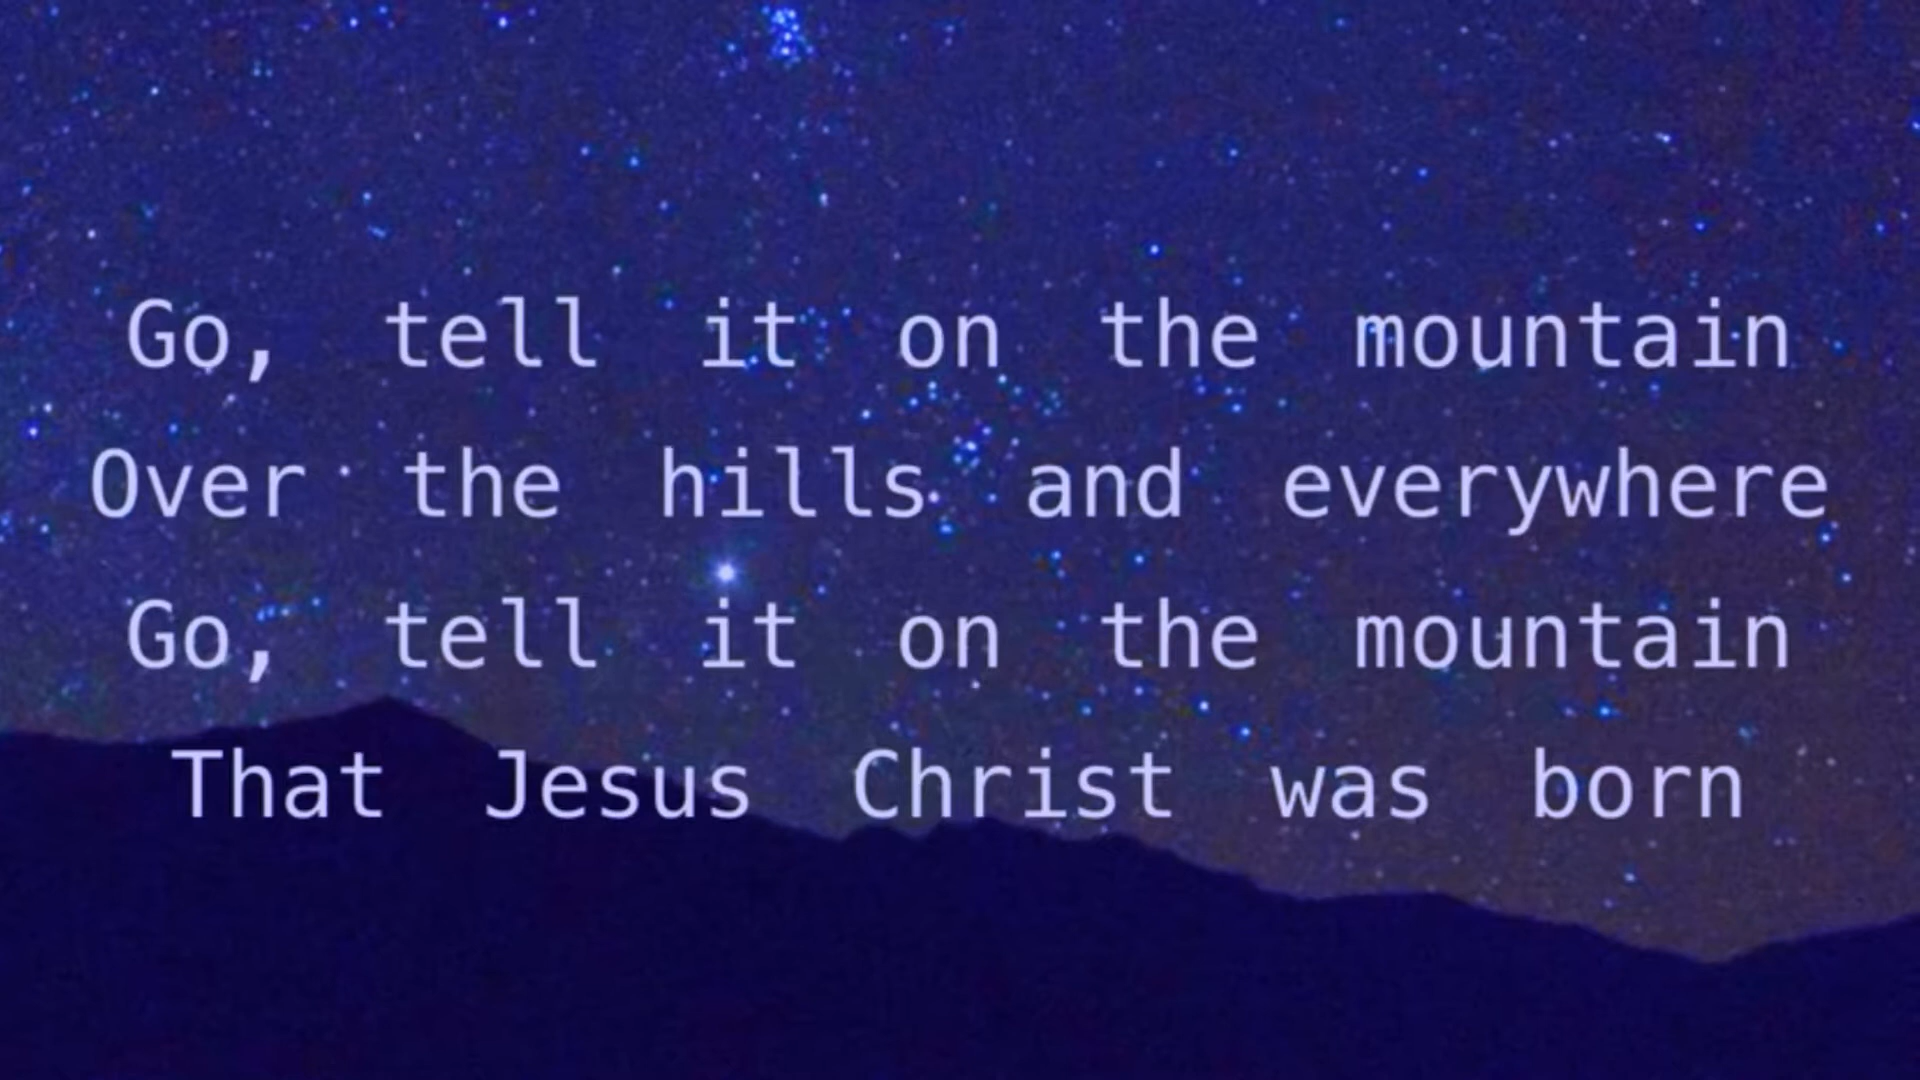 Go, tell it on the mountain
Over the hills and everywhere
Go, tell it on the mountain
That Jesus Christ was born